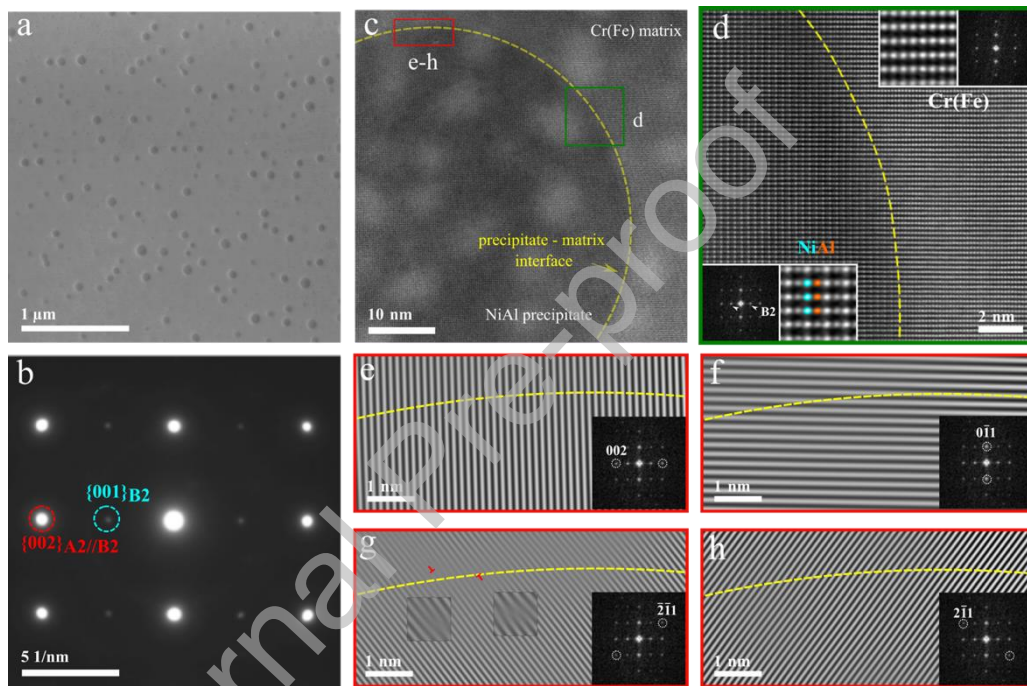 a
1 μm
c
Cr(Fe) matrix
e-h
d
precipitate - matrix
interface
10 nm
NiAl precipitate
d
Cr(Fe)
NiAl
B2
2 nm
b
{001}B2
{002}A2//B2
5 1/nm
e
002
1 nm
f
01̄1
1 nm
g
2̄1̄1
1 nm
h
21̄1
1 nm
rnal Pre-proof